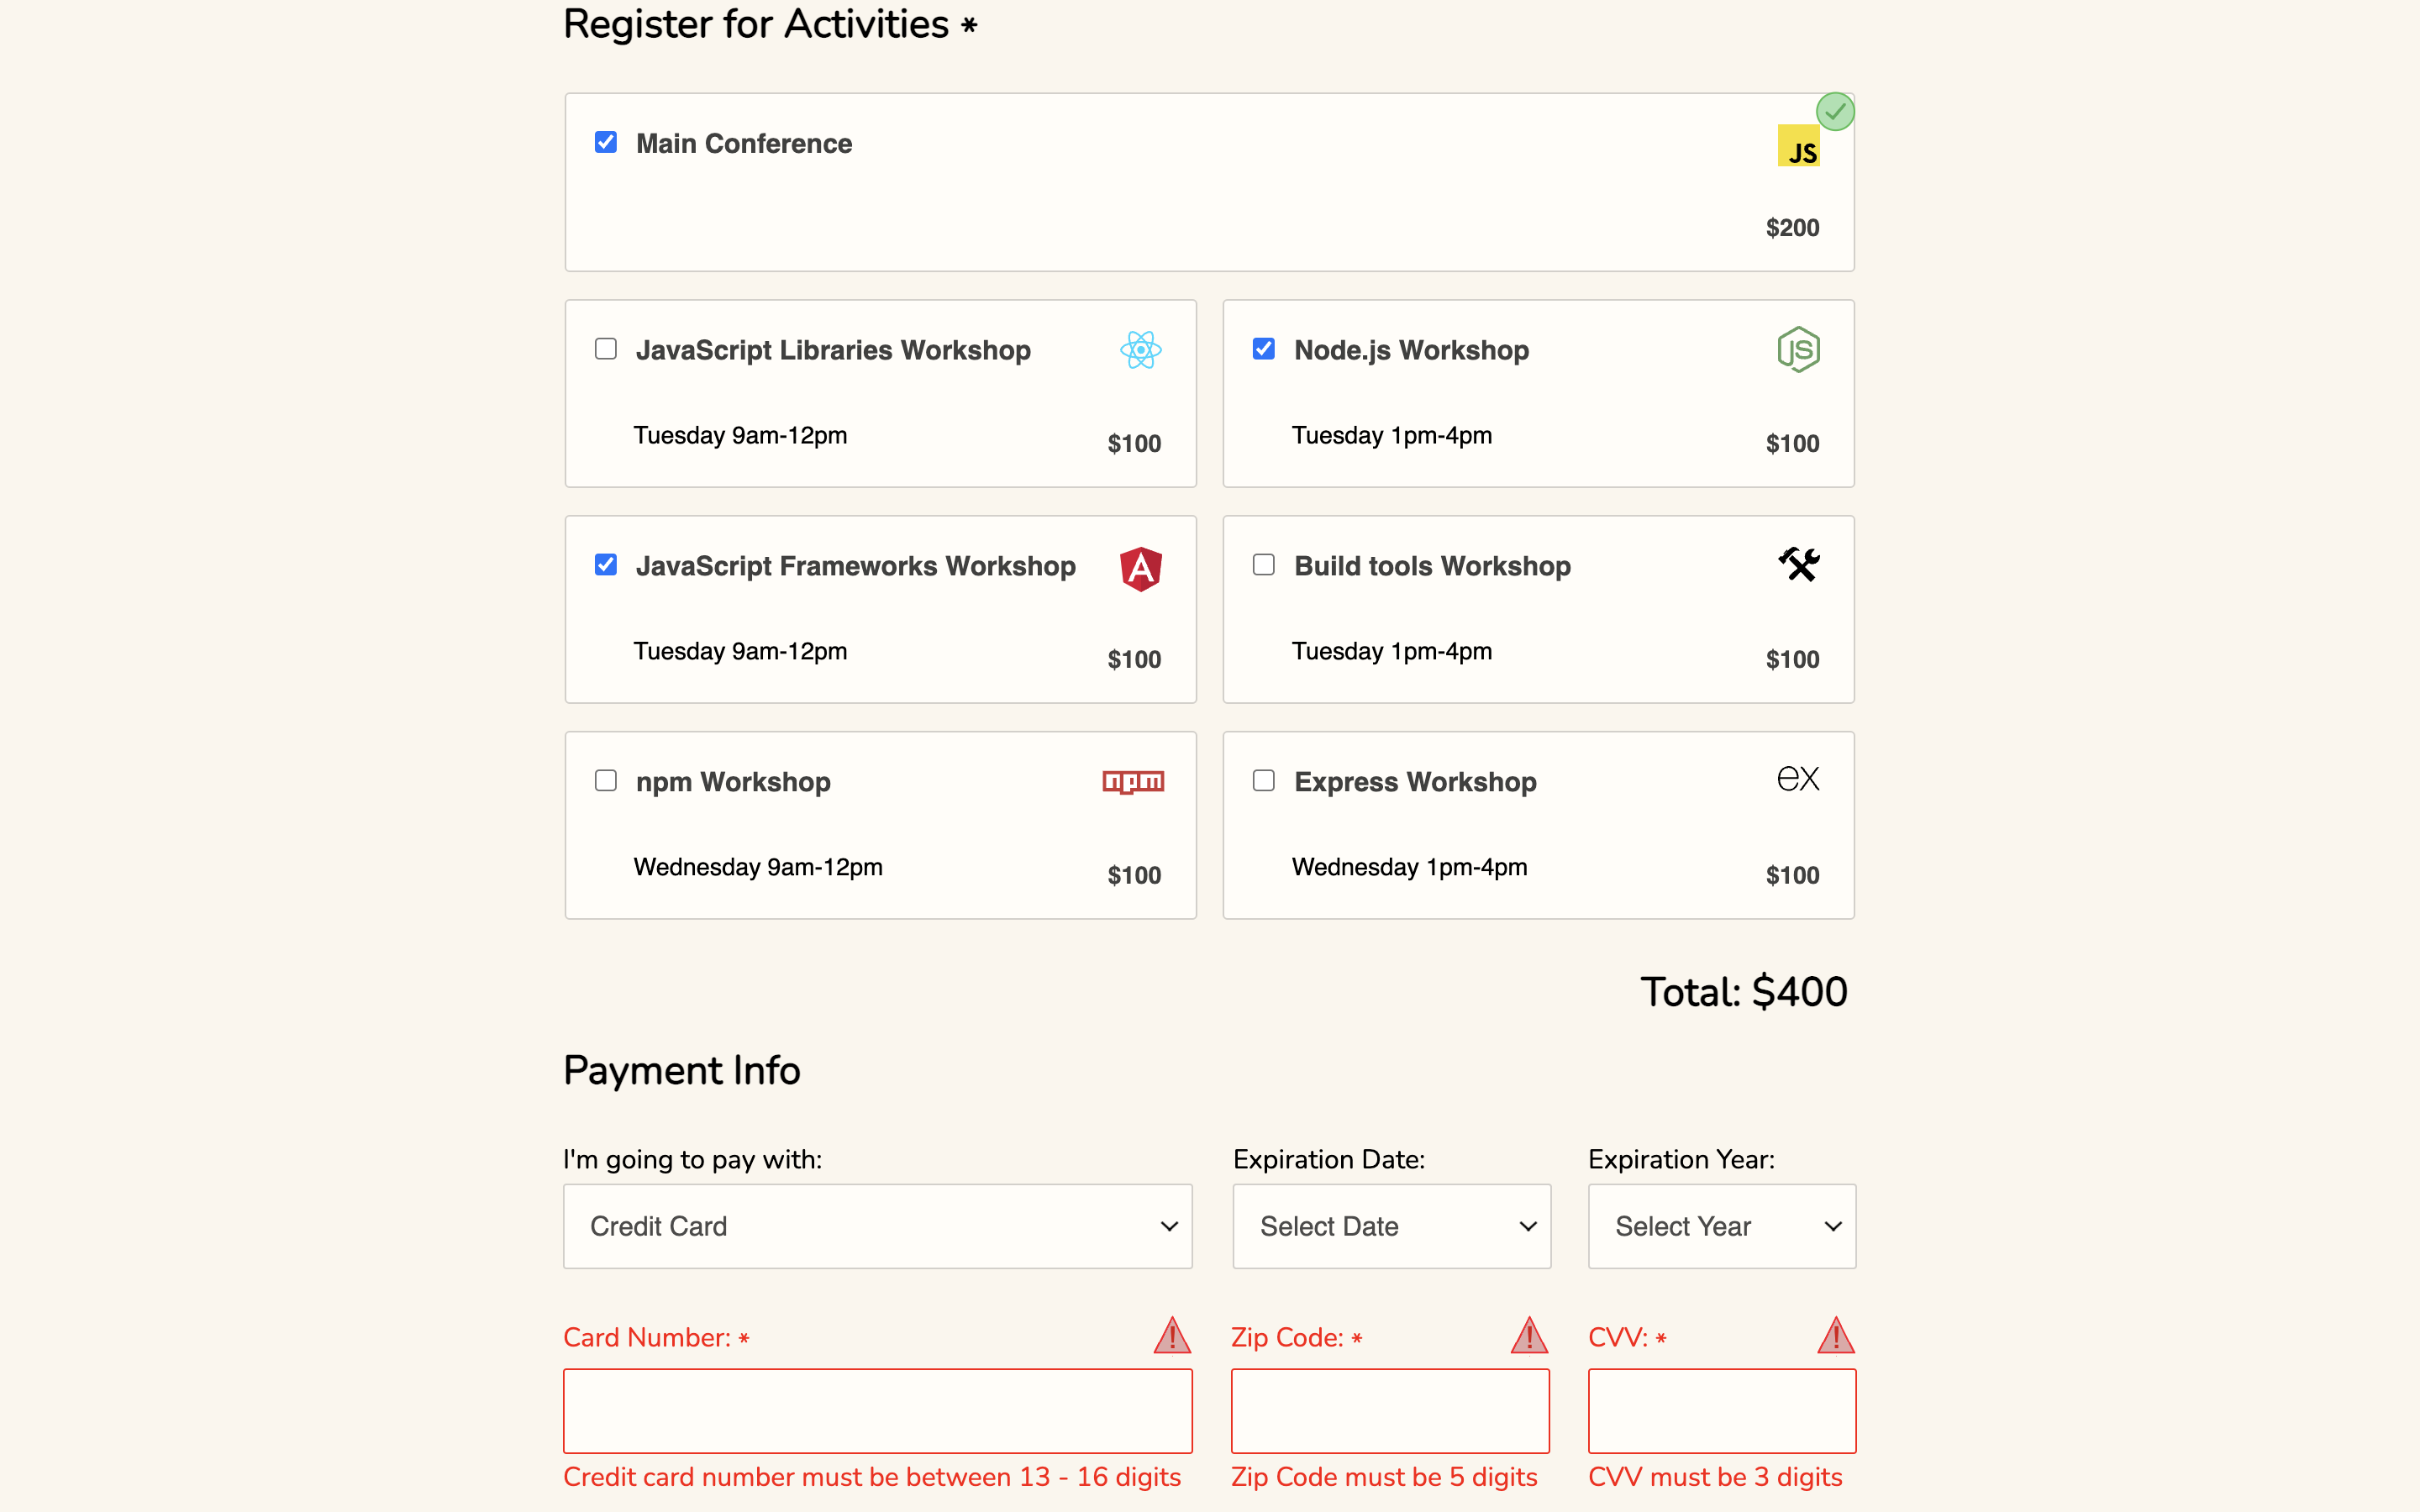 Register for Activities *
Main Conference
JS
$200
JavaScript Libraries Workshop
Tuesday 9am-12pm
$100
Node.js Workshop
JS
Tuesday 1pm-4pm
$100
JavaScript Frameworks Workshop
A
Tuesday 9am-12pm
$100
Build tools Workshop
Tuesday 1pm-4pm
$100
npm Workshop
npm
Wednesday 9am-12pm
$100
Express Workshop
ex
Wednesday 1pm-4pm
$100
Total: $400
Payment Info
I'm going to pay with:
Credit Card
Expiration Date:
Select Date
Expiration Year:
Select Year
Card Number: *
Credit card number must be between 13 - 16 digits
Zip Code: *
Zip Code must be 5 digits
CVV: *
CVV must be 3 digits